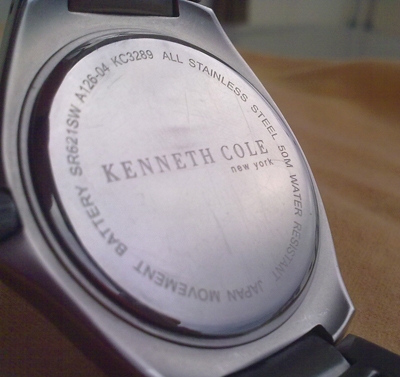 KENNETH COLE
new york
BATTERY SR621SW A126-04 KC3289 ALL STAINLESS STEEL 50M WATER RESISTANT JAPAN MOVEMENT